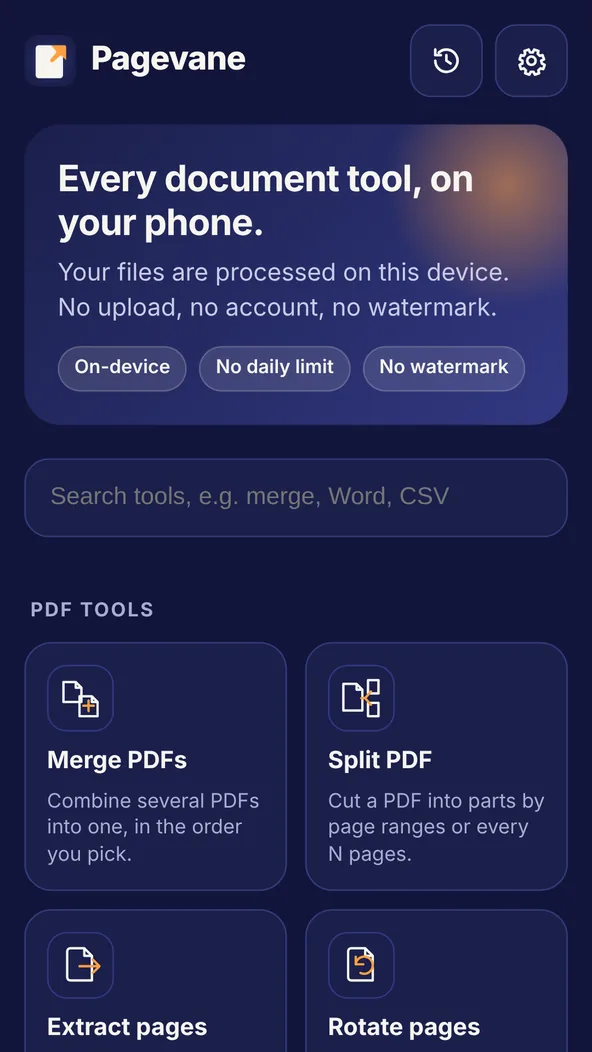 Pagevane
Every document tool, on
your phone.
Your files are processed on this device.
No upload, no account, no watermark.
On-device
No daily limit
No watermark
Search tools, e.g. merge, Word, CSV
PDF TOOLS
Merge PDFs
Combine several PDFs
into one, in the order
you pick.
Split PDF
Cut a PDF into parts by
page ranges or every
N pages.
Extract pages
Rotate pages